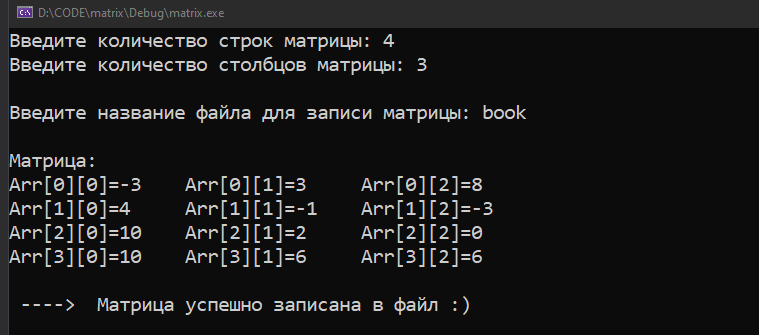 D:\CODE\matrix\Debug\matrix.exe
Введите количество строк матрицы: 4
Введите количество столбцов матрицы: 3
Введите название файла для записи матрицы: book
Матрица:
Arr[0][0]=-3    Arr[0][1]=3     Arr[0][2]=8
Arr[1][0]=4     Arr[1][1]=-1    Arr[1][2]=-3
Arr[2][0]=10    Arr[2][1]=2     Arr[2][2]=0
Arr[3][0]=10    Arr[3][1]=6     Arr[3][2]=6
----->  Матрица успешно записана в файл :)